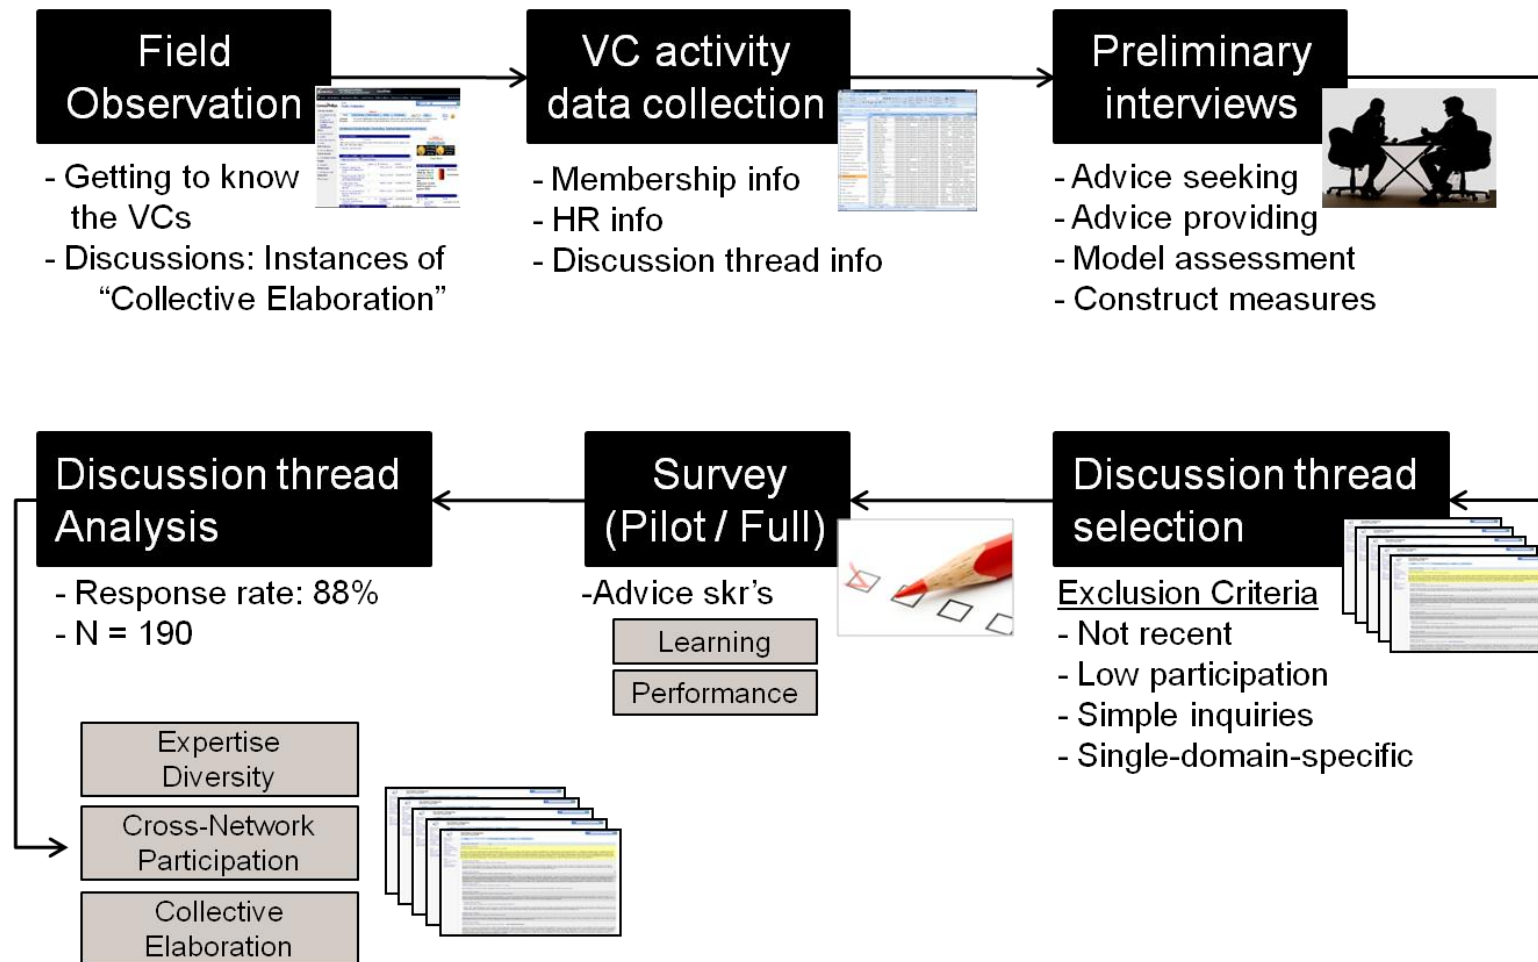 Field
Observation
- Getting to know
the VCs
- Discussions: Instances of
“Collective Elaboration”
VC activity
data collection
- Membership info
- HR info
- Discussion thread info
Preliminary
interviews
- Advice seeking
- Advice providing
- Model assessment
- Construct measures
Discussion thread
selection
Exclusion Criteria
- Not recent
- Low participation
- Simple inquiries
- Single-domain-specific
Survey
(Pilot / Full)
-Advice skr's
Learning
Performance
Discussion thread
Analysis
- Response rate: 88%
- N = 190
Expertise
Diversity
Cross-Network
Participation
Collective
Elaboration